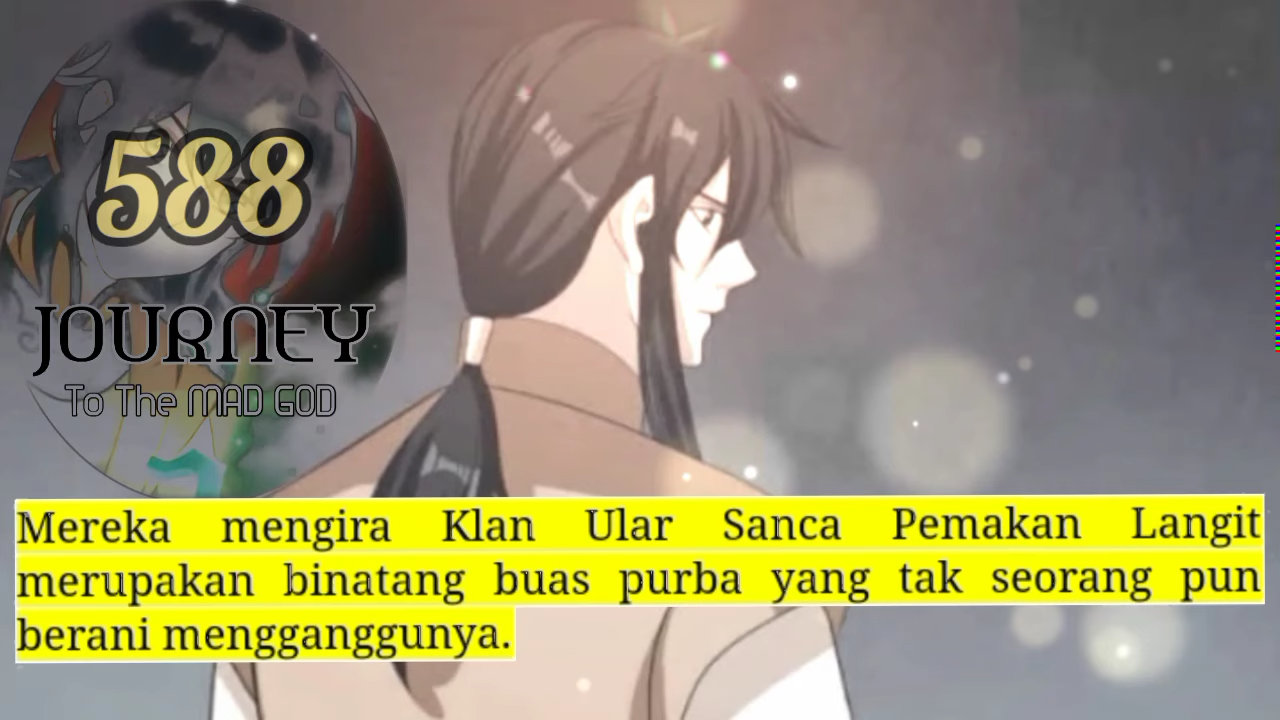 588
JOURNEY
To The MAD GOD
Mereka mengira Klan Ular Sanca Pemakan Langit
merupakan binatang buas purba yang tak seorang pun
berani mengganggunya.